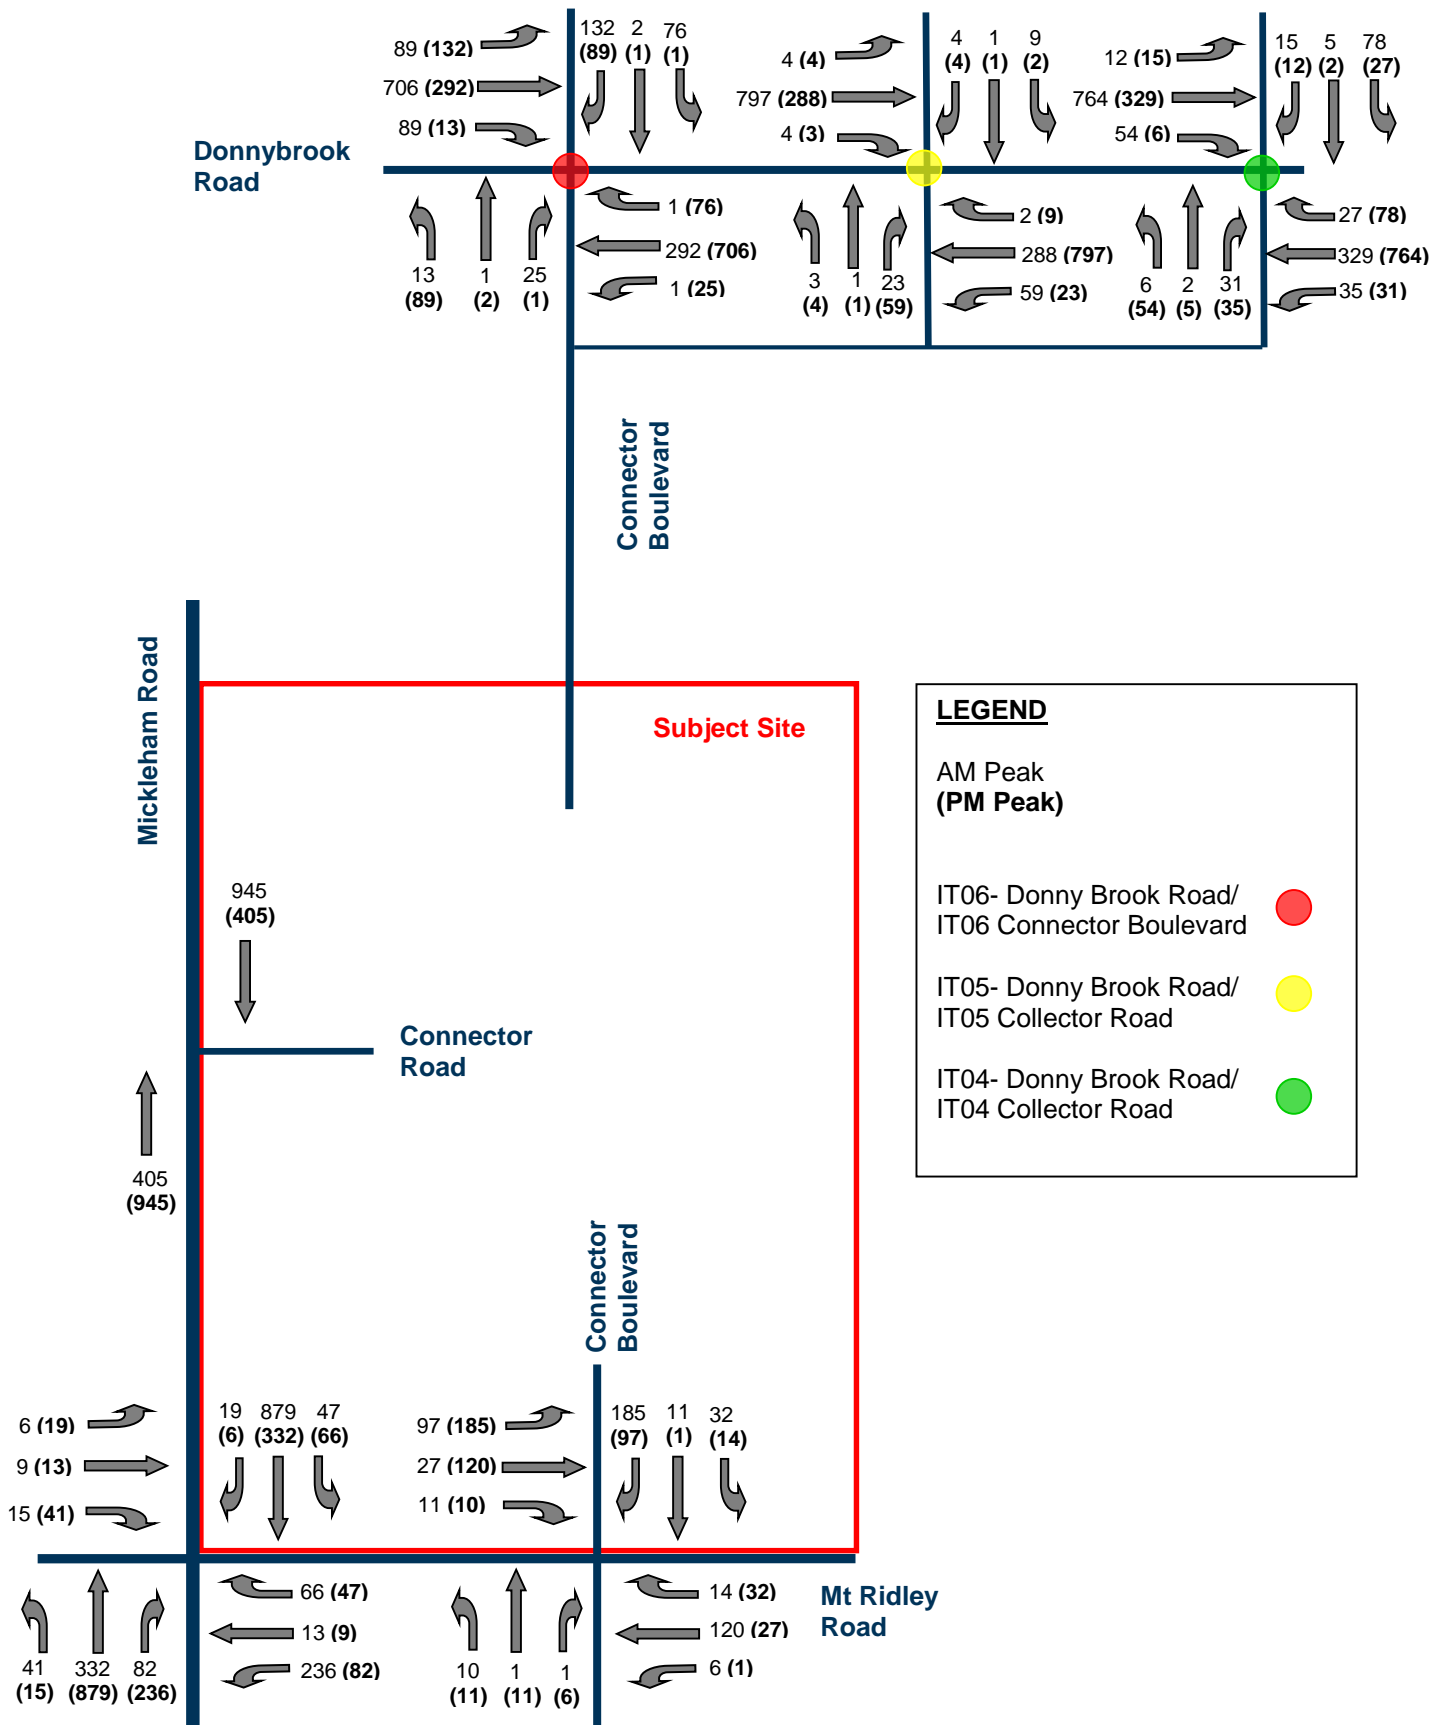 89 (132)
706 (292)
89 (13)
132 2 76
(89) (1) (1)
4 (4)
797 (288)
4 (3)
4 1 9
(4) (1) (2)
12 (15)
764 (329)
54 (6)
15 5 78
(12) (2) (27)
Donnybrook
Road
13 1 25
(89) (2) (1)
1 (76)
292 (706)
1 (25)
3 1 23
(4) (1) (59)
2 (9)
288 (797)
59 (23)
6 2 31
(54) (5) (35)
27 (78)
329 (764)
35 (31)
Connector
Boulevard
Mickleham Road
Subject Site
LEGEND
AM Peak
(PM Peak)
IT06- Donny Brook Road/
IT06 Connector Boulevard
IT05- Donny Brook Road/
IT05 Collector Road
IT04- Donny Brook Road/
IT04 Collector Road
945
(405)
Connector
Road
405
(945)
Connector
Boulevard
6 (19)
9 (13)
15 (41)
19 879 47
(6) (332) (66)
97 (185)
27 (120)
11 (10)
185 11 32
(97) (1) (14)
41 332 82
(15) (879) (236)
66 (47)
13 (9)
236 (82)
10 1 1
(11) (11) (6)
14 (32)
120 (27)
6 (1)
Mt Ridley
Road